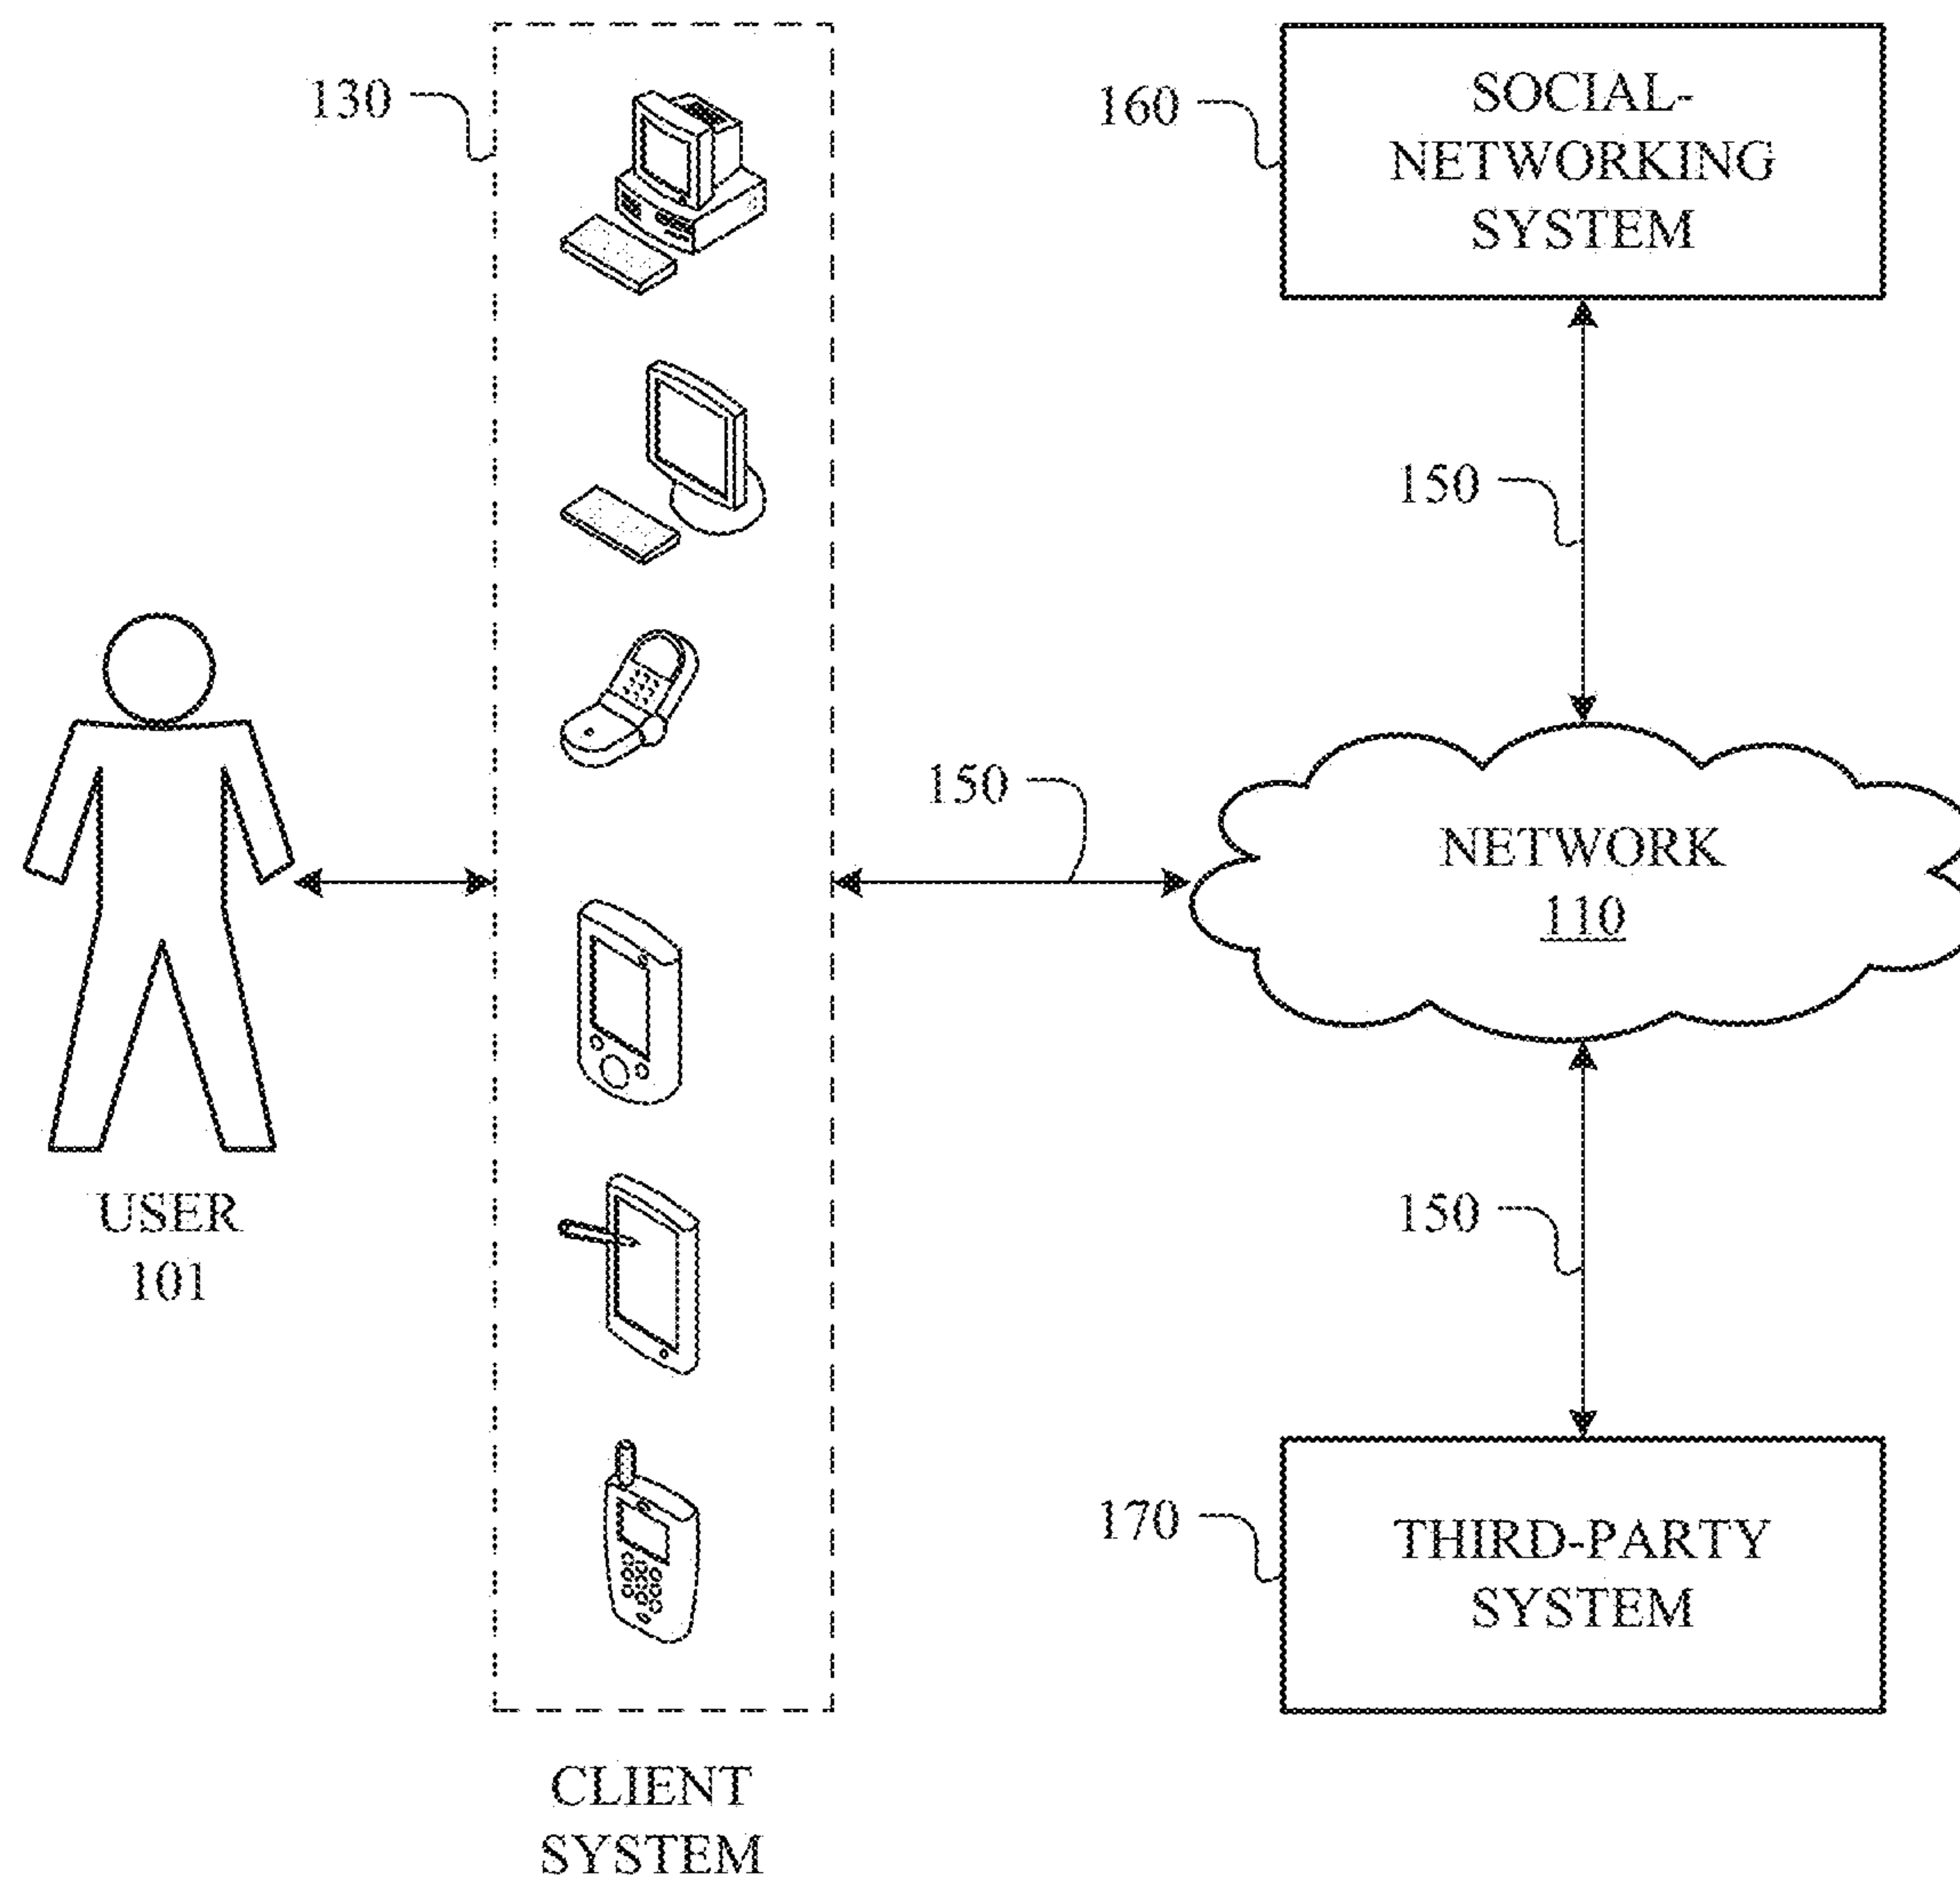 130
160
SOCIAL-
NETWORKING
SYSTEM
150
150
NETWORK
110
USER
101
150
170
THIRD-PARTY
SYSTEM
CLIENT
SYSTEM